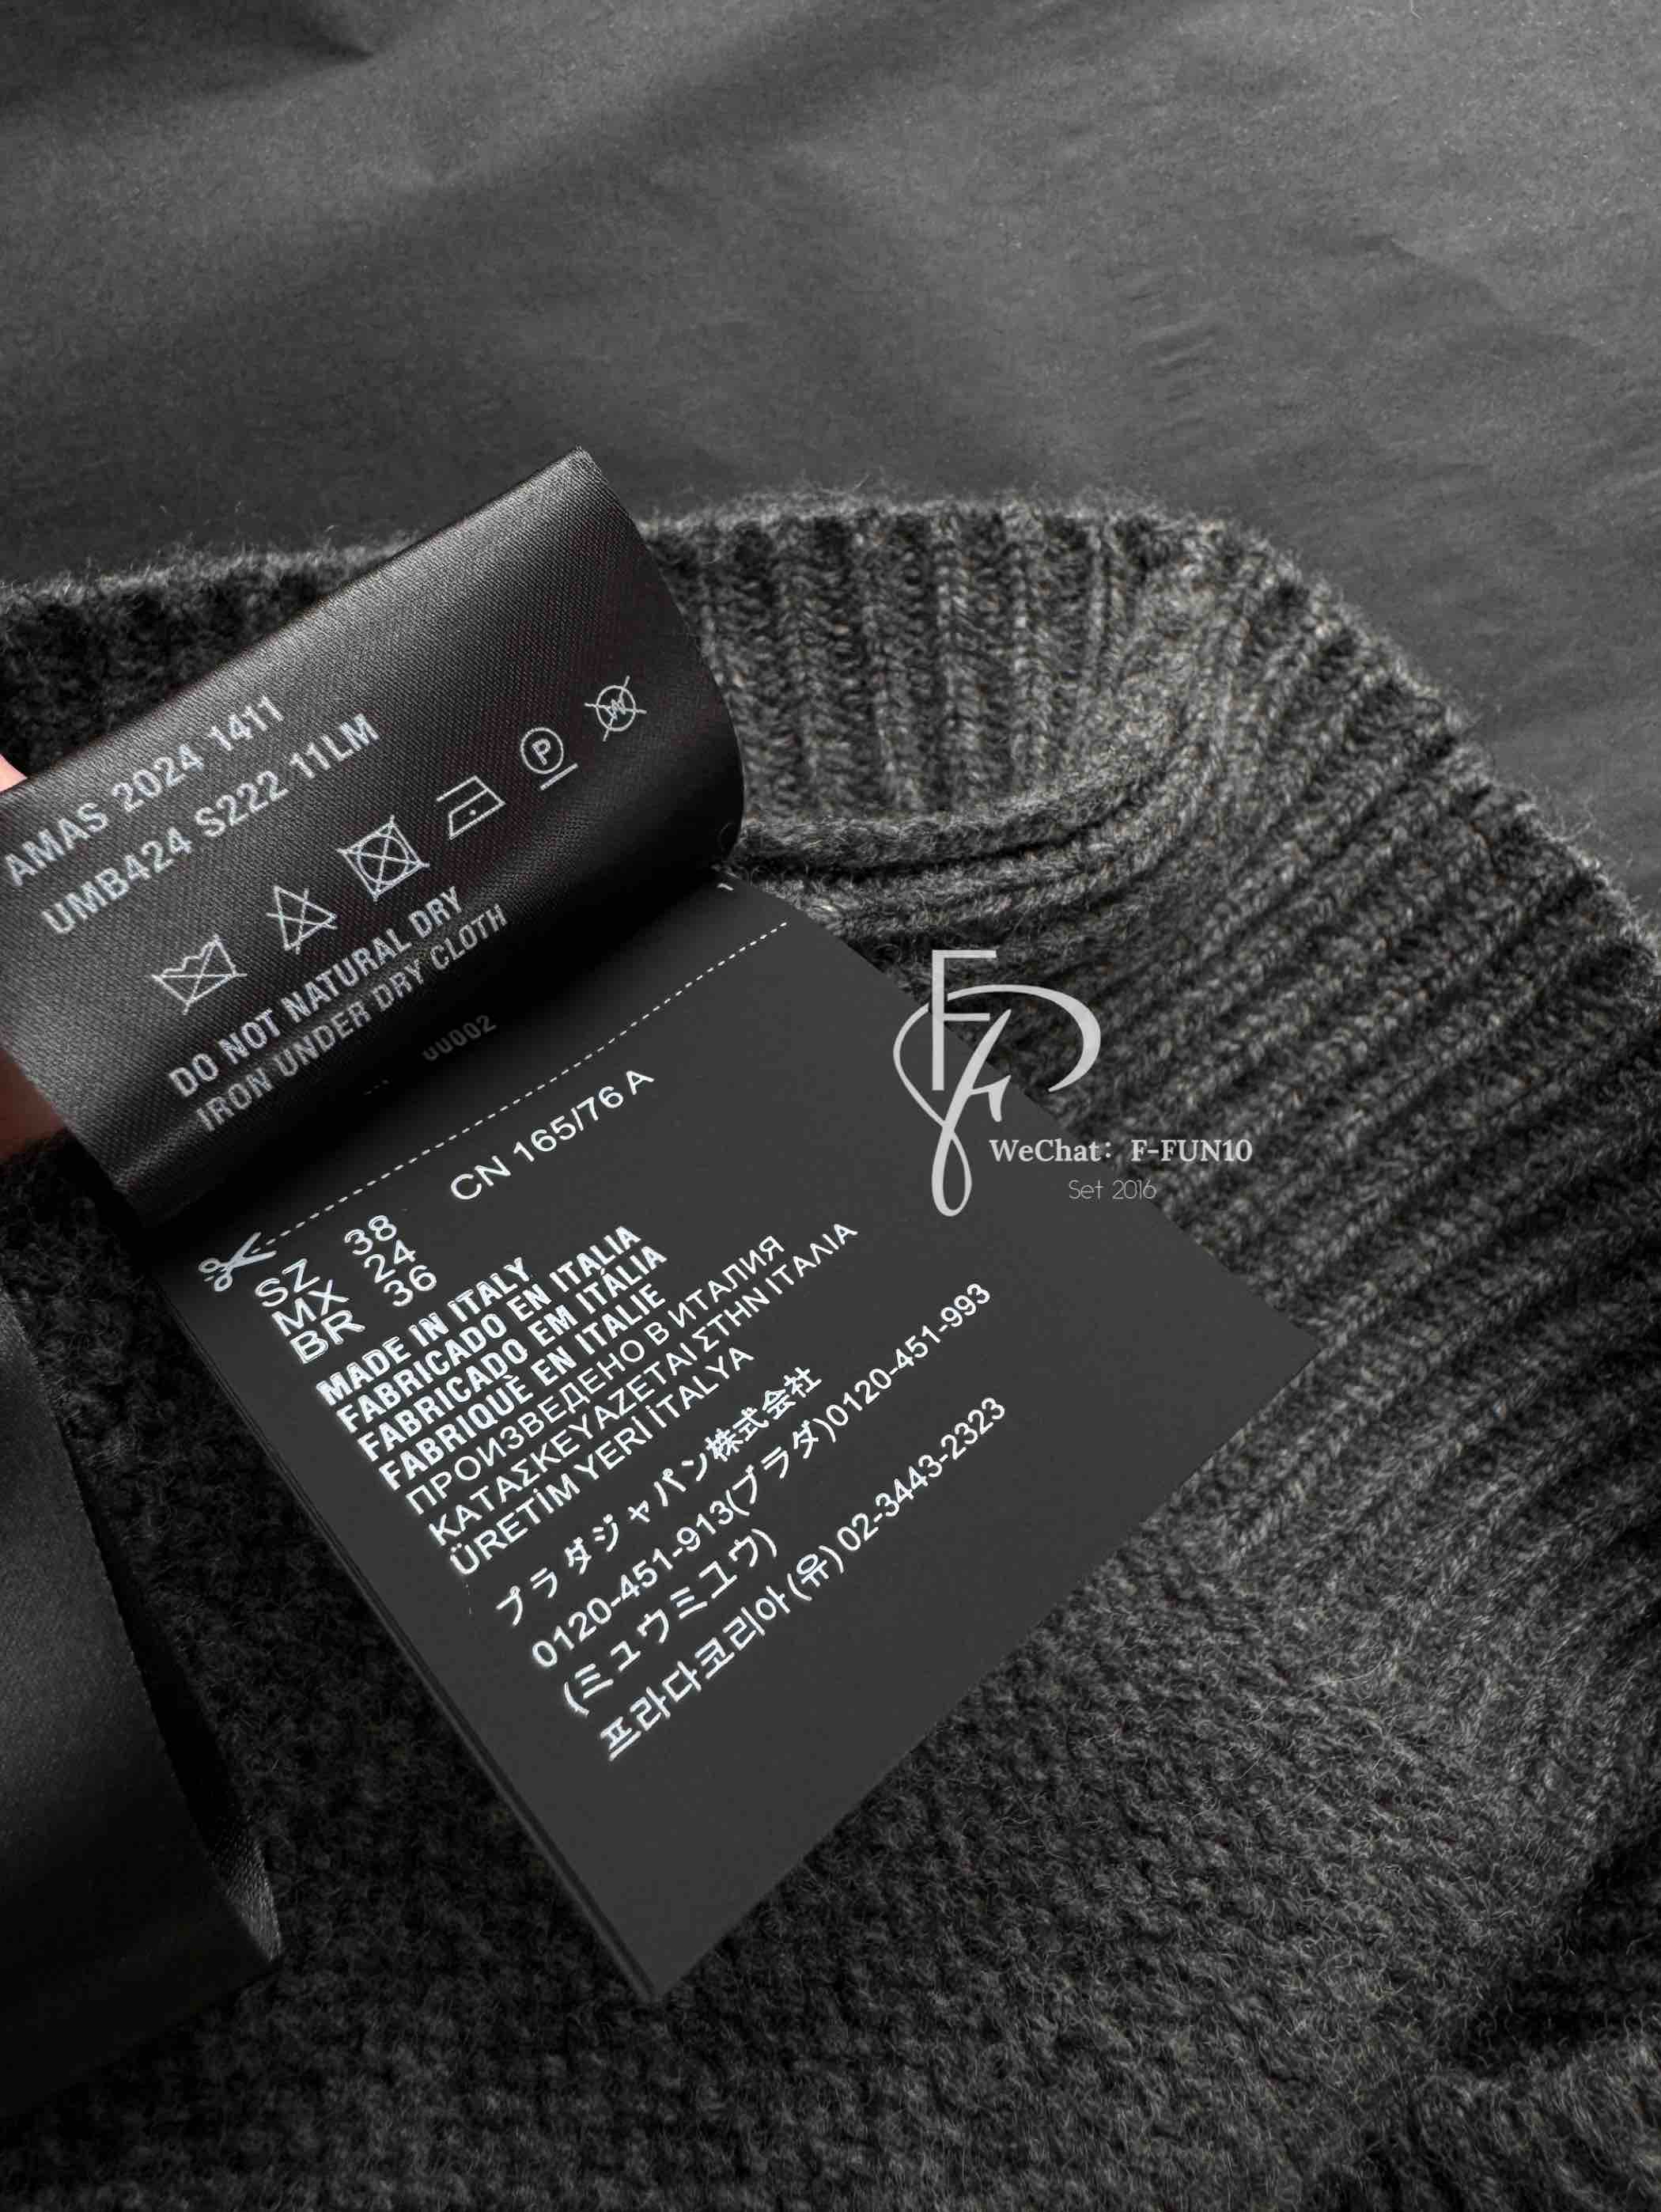 AMAS 2024 1411
UMB424 S222 11LM
DO NOT NATURAL DRY
IRON UNDER DRY CLOTH
00002
CN 165/76 A
SZ 38
MX 24
BR 36
MADE IN ITALY
FABRICADO EN ITALIA
FABRICADO EM ITÁLIA
FABRIQUÈ EN ITALIE
ПРОИЗВЕДЕНО В ИТАЛИЯ
ΚΑΤΑΣΚΕΥΑΖΕΤΑΙ ΣΤΗΝ ΙΤΑΛΙΑ
ÜRETİM YERİ İTALYA
プラダジャパン株式会社
0120-451-913(プラダ)0120-451-993
(ミュウミュウ)
프라다코리아(유) 02-3443-2323
WeChat：F-FUN10
Set 2016